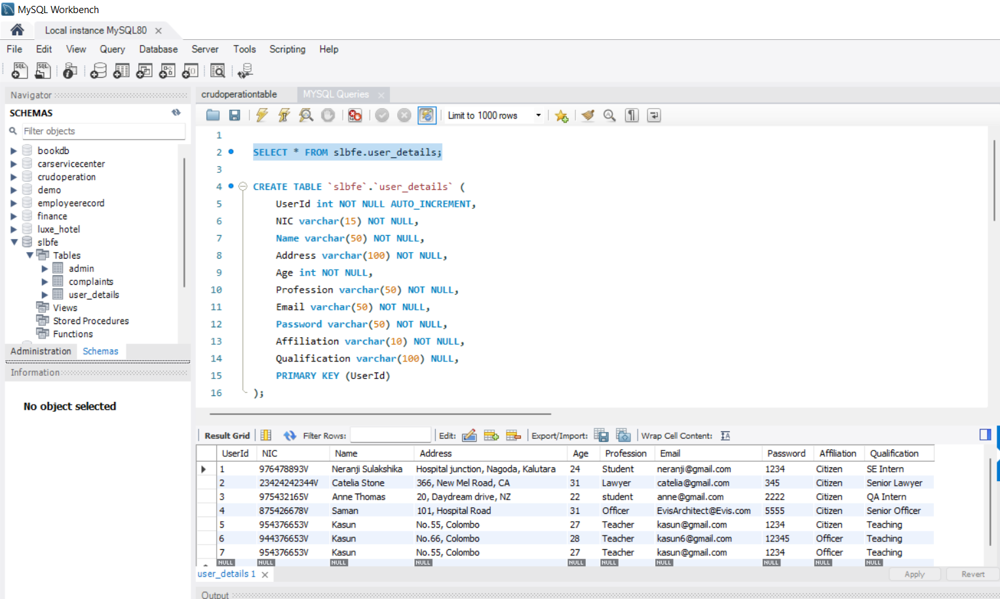 MySQL Workbench
Local instance MySQL80
File Edit View Query Database Server Tools Scripting Help
Navigator
SCHEMAS
Filter objects
bookdb
carservicecenter
crudoperation
demo
employeerecord
finance
luxe_hotel
slbfe
Tables
admin
complaints
user_details
Views
Stored Procedures
Functions
Administration Schemas
Information
No object selected
crudoperationtable MYSQL Queries
Limit to 1000 rows
1
2 SELECT * FROM slbfe.user_details;
3
4 CREATE TABLE `slbfe`.`user_details` (
5 UserId int NOT NULL AUTO_INCREMENT,
6 NIC varchar(15) NOT NULL,
7 Name varchar(50) NOT NULL,
8 Address varchar(100) NOT NULL,
9 Age int NOT NULL,
10 Profession varchar(50) NOT NULL,
11 Email varchar(50) NOT NULL,
12 Password varchar(50) NOT NULL,
13 Affiliation varchar(10) NOT NULL,
14 Qualification varchar(100) NULL,
15 PRIMARY KEY (UserId)
16 );
Result Grid Filter Rows: Edit: Export/Import: Wrap Cell Content:
UserId NIC Name Address Age Profession Email Password Affiliation Qualification
1 976478893V Neranji Sulakshika Hospital junction, Nagoda, Kalutara 24 Student neranji@gmail.com 1234 Citizen SE Intern
2 23424242344V Catelia Stone 366, New Mel Road, CA 31 Lawyer catelia@gmail.com 345 Citizen Senior Lawyer
3 975432165V Anne Thomas 20, Daydream drive, NZ 22 student anne@gmail.com 2222 Citizen QA Intern
4 875426678V Saman 101, Hospital Road 31 Officer EvisArchitect@Evis.com 5555 Citizen Senior Officer
5 954376653V Kasun No.55, Colombo 27 Teacher kasun@gmail.com 1234 Citizen Teaching
6 944376653V Kasun No.66, Colombo 28 Teacher kasun6@gmail.com 12345 Officer Teaching
7 954376653V Kasun No.55, Colombo 27 Teacher kasun@gmail.com 1234 Officer Teaching
NULL NULL NULL NULL NULL NULL NULL NULL NULL NULL
user_details 1 Apply Revert
Output